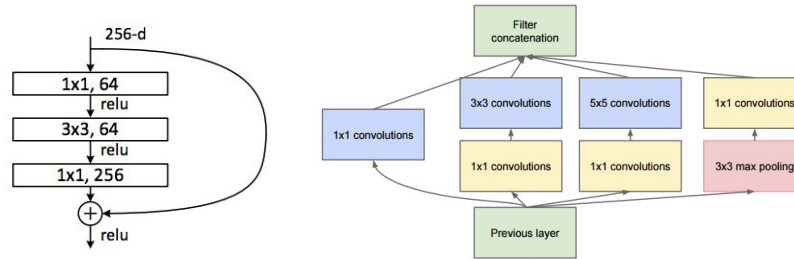 256-d
1x1, 64
relu
3x3, 64
relu
1x1, 256
relu
Filter
concatenation
3x3 convolutions
5x5 convolutions
1x1 convolutions
1x1 convolutions
1x1 convolutions
1x1 convolutions
3x3 max pooling
Previous layer